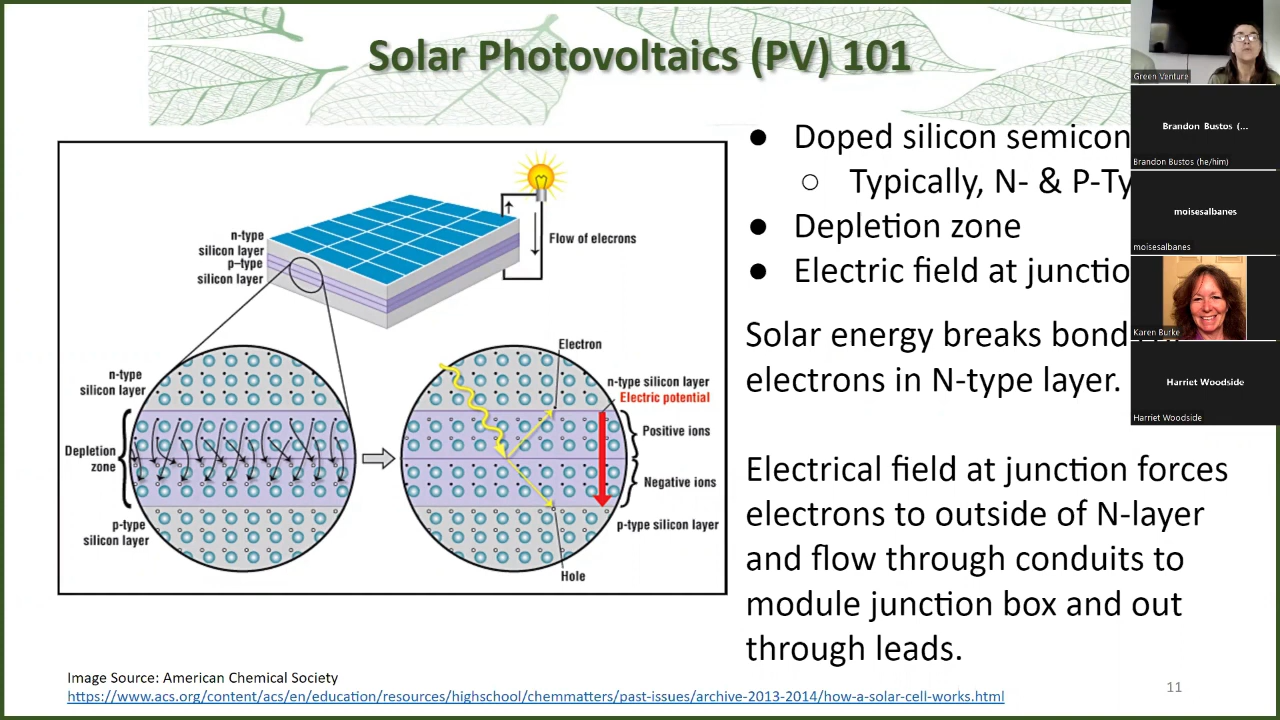 Solar Photovoltaics (PV) 101
n-type
silicon layer
p–type
silicon layer
Flow of elecrons
n-type
silicon layer
Depletion
zone
p-type
silicon layer
Electron
n-type silicon layer
Electric potential
Positive ions
Negative ions
p-type silicon layer
Hole
● Doped silicon semicon
○ Typically, N- & P-Ty
● Depletion zone
● Electric field at junctio
Solar energy breaks bond
electrons in N-type layer.
Electrical field at junction forces
electrons to outside of N-layer
and flow through conduits to
module junction box and out
through leads.
Image Source: American Chemical Society
https://www.acs.org/content/acs/en/education/resources/highschool/chemmatters/past-issues/archive-2013-2014/how-a-solar-cell-works.html
11
Green Venture
Brandon Bustos (...
Brandon Bustos (he/him)
moisesalbanes
moisesalbanes
Karen Burke
Harriet Woodside
Harriet Woodside